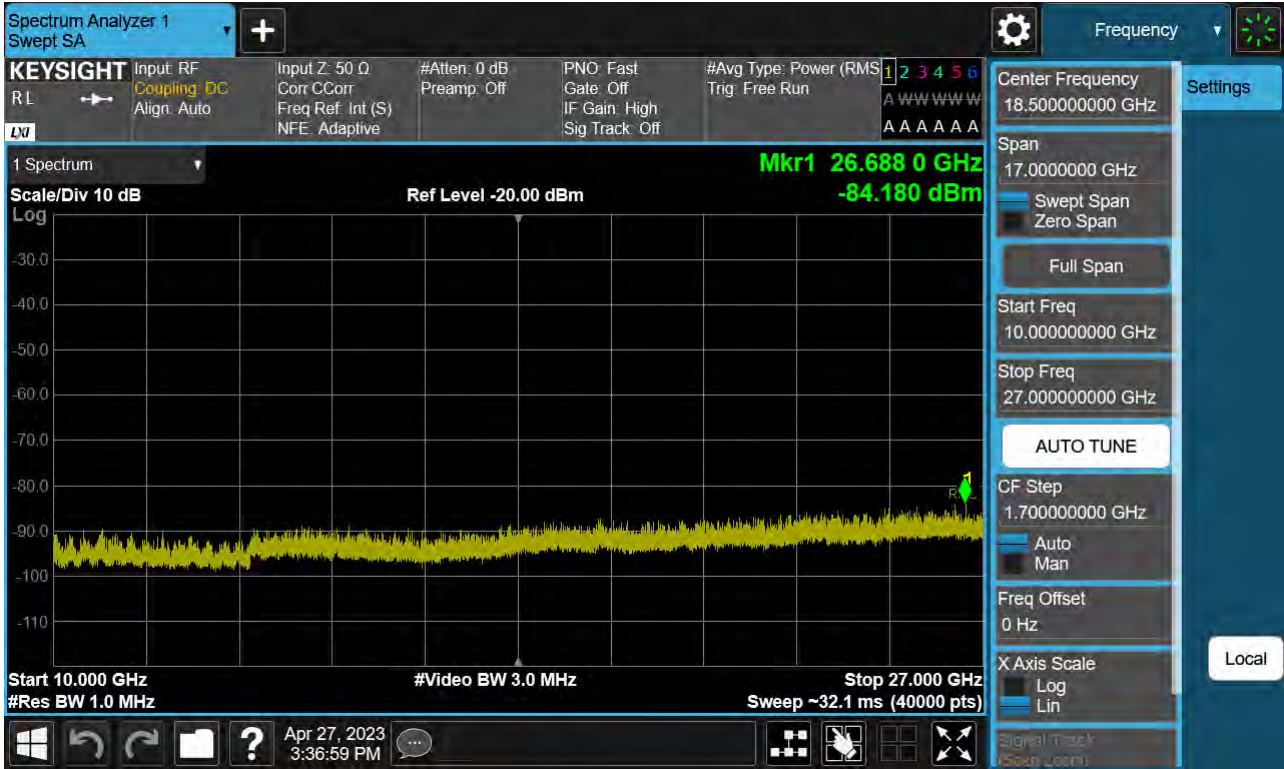 Spectrum Analyzer 1
Swept SA
Frequency
KEYSIGHT
R L
LXI
Input: RF
Coupling: DC
Align: Auto
Input Z: 50 Ω
Corr CCorr
Freq Ref: Int (S)
NFE: Adaptive
#Atten: 0 dB
Preamp: Off
PNO: Fast
Gate: Off
IF Gain: High
Sig Track: Off
#Avg Type: Power (RMS
Trig: Free Run
1 2 3 4 5 6
A W W W W W
A A A A A A
1 Spectrum
Scale/Div 10 dB
Log
Ref Level -20.00 dBm
Mkr1 26.688 0 GHz
-84.180 dBm
-30.0
-40.0
-50.0
-60.0
-70.0
-80.0
-90.0
-100
-110
1
Start 10.000 GHz
#Res BW 1.0 MHz
#Video BW 3.0 MHz
Stop 27.000 GHz
Sweep ~32.1 ms (40000 pts)
Center Frequency
18.500000000 GHz
Span
17.0000000 GHz
Swept Span
Zero Span
Full Span
Start Freq
10.000000000 GHz
Stop Freq
27.000000000 GHz
AUTO TUNE
CF Step
1.700000000 GHz
Auto
Man
Freq Offset
0 Hz
X Axis Scale
Log
Lin
Signal Track
(Span Zoom)
Settings
Local
?
Apr 27, 2023
3:36:59 PM